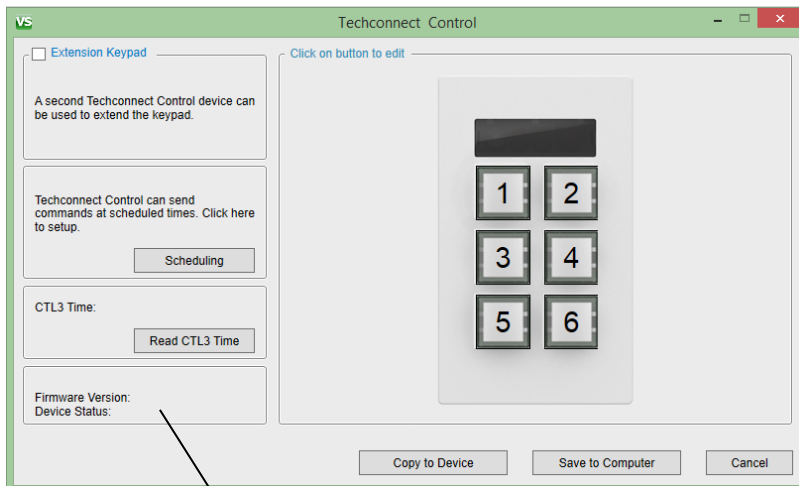 VS
Techconnect Control
Extension Keypad
A second Techconnect Control device can
be used to extend the keypad.
Techconnect Control can send
commands at scheduled times. Click here
to setup.
Scheduling
CTL3 Time:
Read CTL3 Time
Firmware Version:
Device Status:
Click on button to edit
1 2
3 4
5 6
Copy to Device Save to Computer Cancel